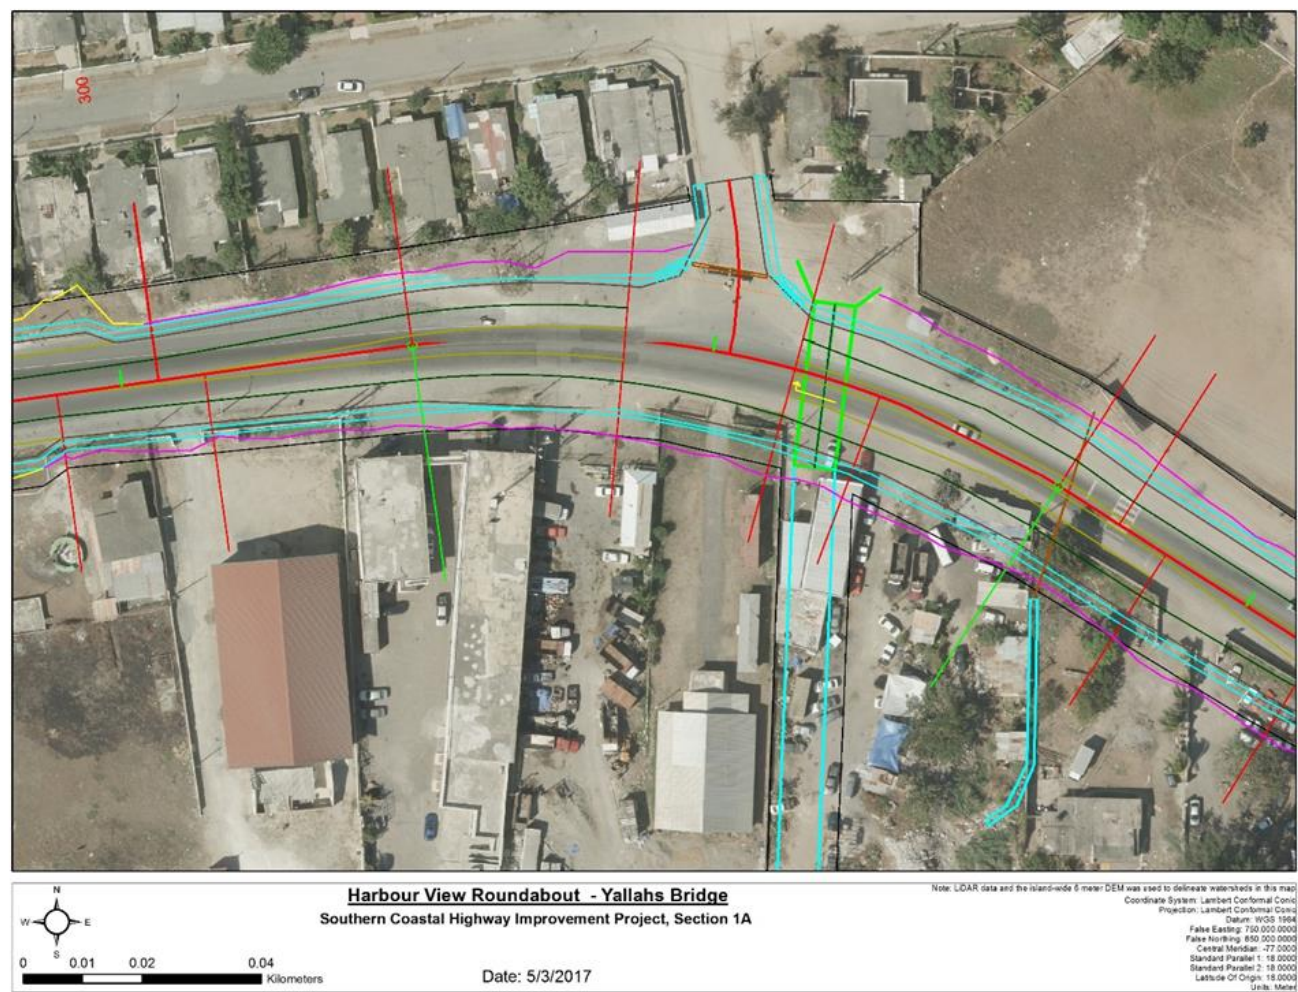 300
Harbour View Roundabout - Yallahs Bridge
Southern Coastal Highway Improvement Project, Section 1A
Date: 5/3/2017
N
W E
S
0 0.01 0.02 0.04
Kilometers
Note: LiDAR data and the island-wide 6 meter DEM was used to delineate watersheds in this map
Coordinate System: Lambert Conformal Conic
Projection: Lambert Conformal Conic
Datum: WGS 1984
False Easting: 750,000.0000
False Northing: 650,000.0000
Central Meridian: -77.0000
Standard Parallel 1: 18.0000
Standard Parallel 2: 18.0000
Latitude Of Origin: 18.0000
Units: Meter